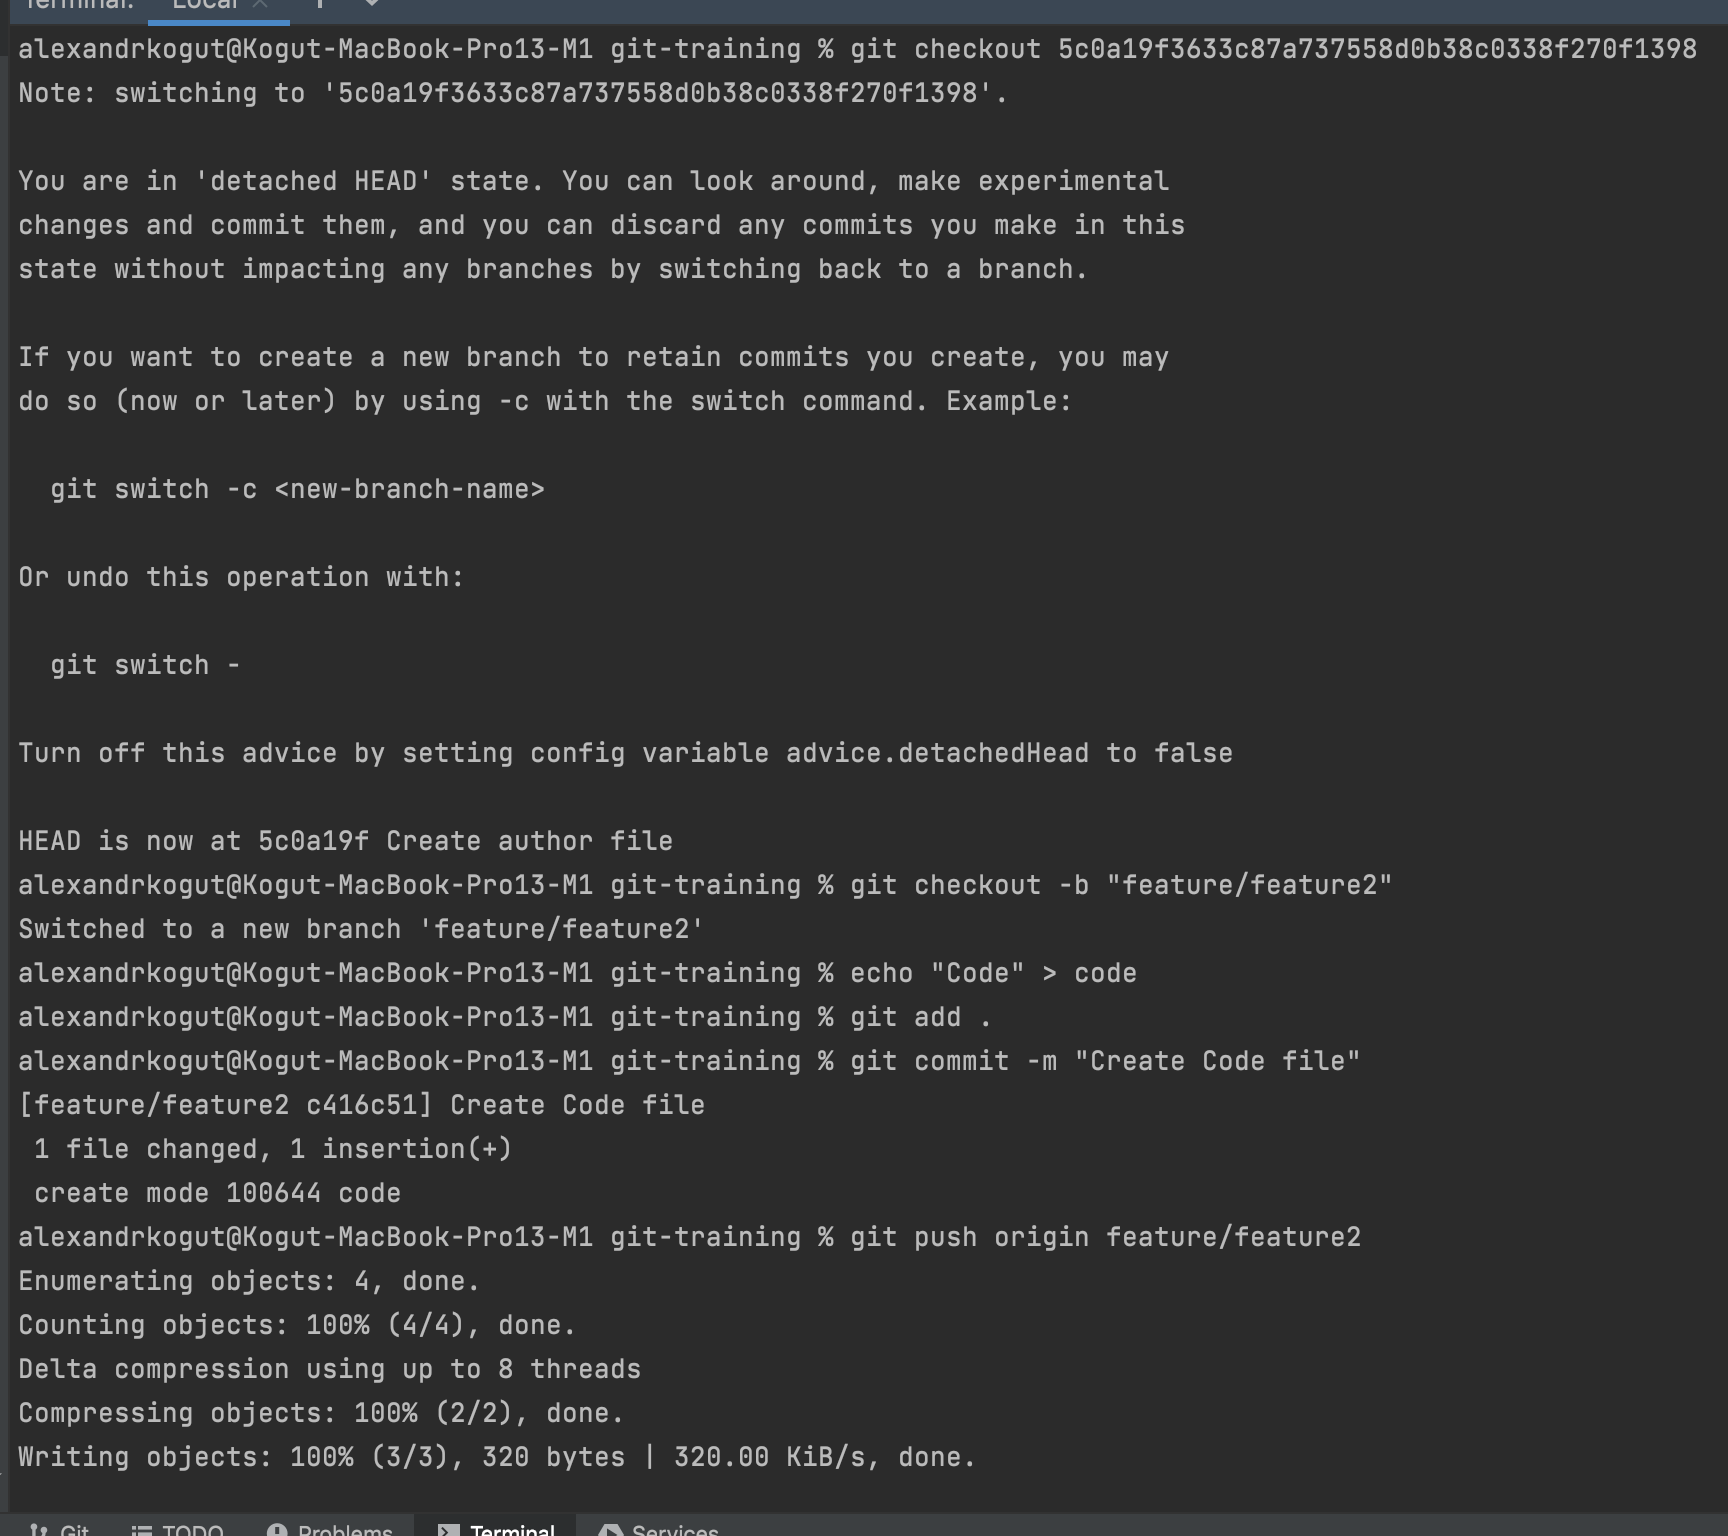 Terminal: Local
alexandrkogut@Kogut-MacBook-Pro13-M1 git-training % git checkout 5c0a19f3633c87a737558d0b38c0338f270f1398
Note: switching to '5c0a19f3633c87a737558d0b38c0338f270f1398'.
You are in 'detached HEAD' state. You can look around, make experimental
changes and commit them, and you can discard any commits you make in this
state without impacting any branches by switching back to a branch.
If you want to create a new branch to retain commits you create, you may
do so (now or later) by using -c with the switch command. Example:
git switch -c <new-branch-name>
Or undo this operation with:
git switch -
Turn off this advice by setting config variable advice.detachedHead to false
HEAD is now at 5c0a19f Create author file
alexandrkogut@Kogut-MacBook-Pro13-M1 git-training % git checkout -b "feature/feature2"
Switched to a new branch 'feature/feature2'
alexandrkogut@Kogut-MacBook-Pro13-M1 git-training % echo "Code" > code
alexandrkogut@Kogut-MacBook-Pro13-M1 git-training % git add .
alexandrkogut@Kogut-MacBook-Pro13-M1 git-training % git commit -m "Create Code file"
[feature/feature2 c416c51] Create Code file
1 file changed, 1 insertion(+)
create mode 100644 code
alexandrkogut@Kogut-MacBook-Pro13-M1 git-training % git push origin feature/feature2
Enumerating objects: 4, done.
Counting objects: 100% (4/4), done.
Delta compression using up to 8 threads
Compressing objects: 100% (2/2), done.
Writing objects: 100% (3/3), 320 bytes | 320.00 KiB/s, done.
Git TODO Problems Terminal Services